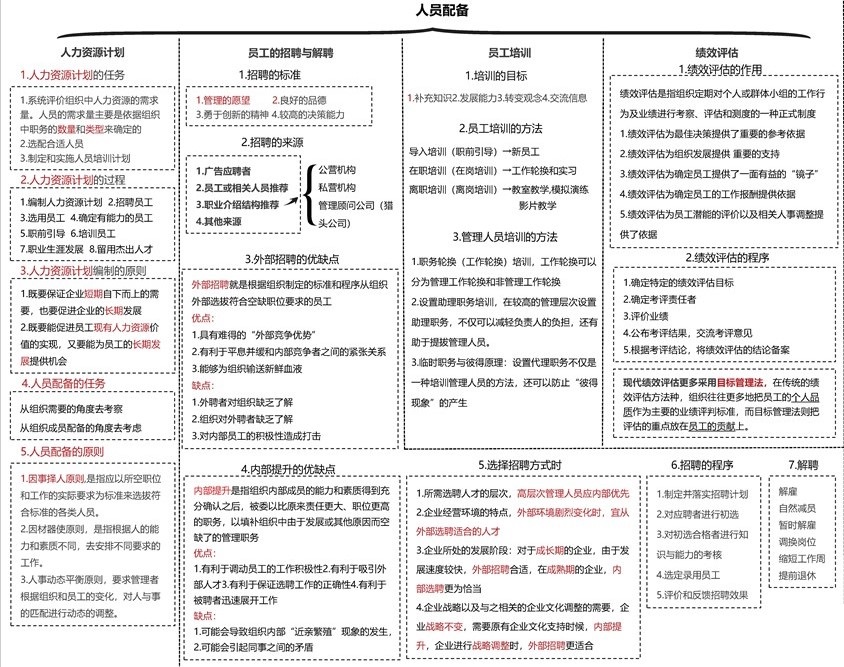 人员配备
人力资源计划
1.人力资源计划的任务
1.系统评价组织中人力资源的需求
量。人员的需求量主要是依据组织
中职务的数量和类型来确定的
2.选配合适人员
3.制定和实施人员培训计划
2.人力资源计划的过程
1.编制人力资源计划 2.招聘员工
3.选用员工 4.确定有能力的员工
5.职前引导 6.培训员工
7.职业生涯发展 8.留用杰出人才
3.人力资源计划编制的原则
1.既要保证企业短期自下而上的需
要，也要促进企业的长期发展
2.既要能促进员工现有人力资源价
值的实现，又要能为员工的长期发
展提供机会
4.人员配备的任务
从组织需要的角度去考察
从组织成员配备的角度去考虑
5.人员配备的原则
1.因事择人原则,是指应以所空职位
和工作的实际要求为标准来选拔符
合标准的各类人员。
2.因材器使原则，是指根据人的能
力和素质不同，去安排不同要求的
工作。
3.人事动态平衡原则，要求管理者
根据组织和员工的变化，对人与事
的匹配进行动态的调整。
员工的招聘与解聘
1.招聘的标准
1.管理的愿望 2.良好的品德
3.勇于创新的精神 4.较高的决策能力
2.招聘的来源
1.广告应聘者
2.员工或相关人员推荐
3.职业介绍结构推荐
4.其他来源
公营机构
私营机构
管理顾问公司（猎
头公司）
3.外部招聘的优缺点
外部招聘就是根据组织制定的标准和程序从组织
外部选拔符合空缺职位要求的员工
优点：
1.具有难得的“外部竞争优势”
2.有利于平息并缓和内部竞争者之间的紧张关系
3.能够为组织输送新鲜血液
缺点：
1.外聘者对组织缺乏了解
2.组织对外聘者缺乏了解
3.对内部员工的积极性造成打击
4.内部提升的优缺点
内部提升是指组织内部成员的能力和素质得到充
分确认之后，被委以比原来责任更大、职位更高
的职务，以填补组织中由于发展或其他原因而空
缺了的管理职务
优点：
1.有利于调动员工的工作积极性2.有利于吸引外
部人才3.有利于保证选聘工作的正确性4.有利于
被聘者迅速展开工作
缺点：
1.可能会导致组织内部“近亲繁殖”现象的发生，
2.可能会引起同事之间的矛盾
员工培训
1.培训的目标
1.补充知识2.发展能力3.转变观念4.交流信息
2.员工培训的方法
导入培训（职前引导）→新员工
在职培训（在岗培训）→工作轮换和实习
离职培训（离岗培训）→教室教学,模拟演练
影片教学
3.管理人员培训的方法
1.职务轮换（工作轮换）培训，工作轮换可以
分为管理工作轮换和非管理工作轮换
2.设置助理职务培训，在较高的管理层次设置
助理职务，不仅可以减轻负责人的负担，还有
助于提拔管理人员。
3.临时职务与彼得原理：设置代理职务不仅是
一种培训管理人员的方法，还可以防止“彼得
现象”的产生
5.选择招聘方式时
1.所需选聘人才的层次，高层次管理人员应内部优先
2.企业经营环境的特点，外部环境剧烈变化时，宜从
外部选聘适合的人才
3.企业所处的发展阶段：对于成长期的企业，由于发
展速度较快，外部招聘合适，在成熟期的企业，内
部选聘更为恰当
4.企业战略以及与之相关的企业文化调整的需要，企
业战略不变，需要原有企业文化支持时候，内部提
升，企业进行战略调整时，外部招聘更适合
绩效评估
1.绩效评估的作用
绩效评估是指组织定期对个人或群体小组的工作行
为及业绩进行考察、评估和测度的一种正式制度
1.绩效评估为最佳决策提供了重要的参考依据
2.绩效评估为组织发展提供 重要的支持
3.绩效评估为确定员工提供了一面有益的“镜子”
4.绩效评估为确定员工的工作报酬提供依据
5.绩效评估为员工潜能的评价以及相关人事调整提
供了依据
2.绩效评估的程序
1.确定特定的绩效评估目标
2.确定考评责任者
3.评价业绩
4.公布考评结果，交流考评意见
5.根据考评结论，将绩效评估的结论备案
现代绩效评估更多采用目标管理法，在传统的绩
效评估方法种，组织往往更多地把员工的个人品
质作为主要的业绩评判标准，而目标管理法则把
评估的重点放在员工的贡献上。
6.招聘的程序
1.制定并落实招聘计划
2.对应聘者进行初选
3.对初选合格者进行知
识与能力的考核
4.选定录用员工
5.评价和反馈招聘效果
7.解聘
解雇
自然减员
暂时解雇
调换岗位
缩短工作周
提前退休